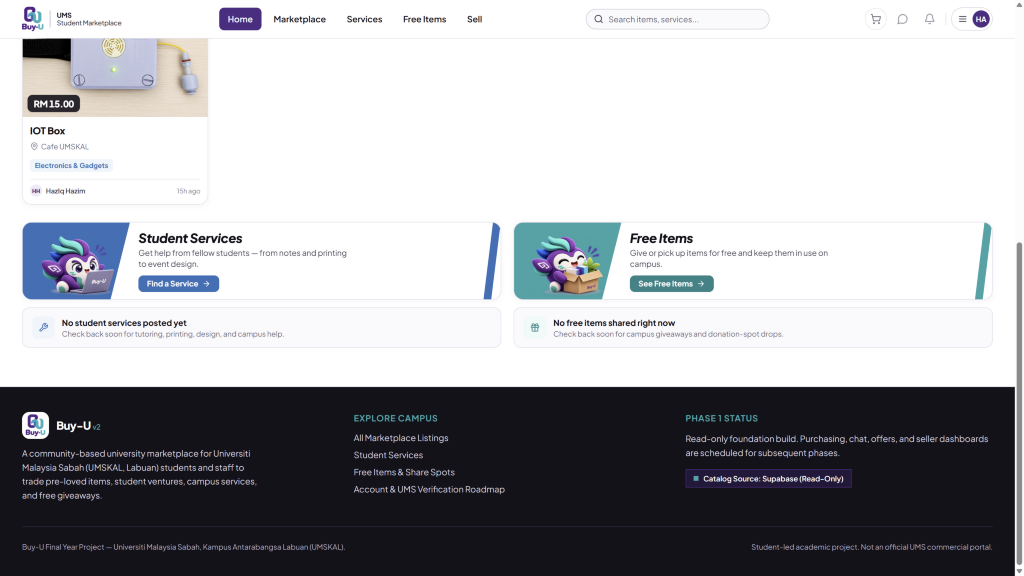 Buy-U
UMS
Student Marketplace
Home
Marketplace
Services
Free Items
Sell
Search items, services...
HA
RM 15.00
IOT Box
Cafe UMSKAL
Electronics & Gadgets
HH
Haziq Hazim
15h ago
Student Services
Get help from fellow students — from notes and printing
to event design.
Find a Service →
Buy-U
Free Items
Give or pick up items for free and keep them in use on
campus.
See Free Items →
Buy-U
No student services posted yet
Check back soon for tutoring, printing, design, and campus help.
No free items shared right now
Check back soon for campus giveaways and donation-spot drops.
Buy-U
Buy-U v2
A community-based university marketplace for Universiti
Malaysia Sabah (UMSKAL, Labuan) students and staff to
trade pre-loved items, student ventures, campus services,
and free giveaways.
EXPLORE CAMPUS
All Marketplace Listings
Student Services
Free Items & Share Spots
Account & UMS Verification Roadmap
PHASE 1 STATUS
Read-only foundation build. Purchasing, chat, offers, and seller dashboards
are scheduled for subsequent phases.
Catalog Source: Supabase (Read-Only)
Buy-U Final Year Project — Universiti Malaysia Sabah, Kampus Antarabangsa Labuan (UMSKAL).
Student-led academic project. Not an official UMS commercial portal.